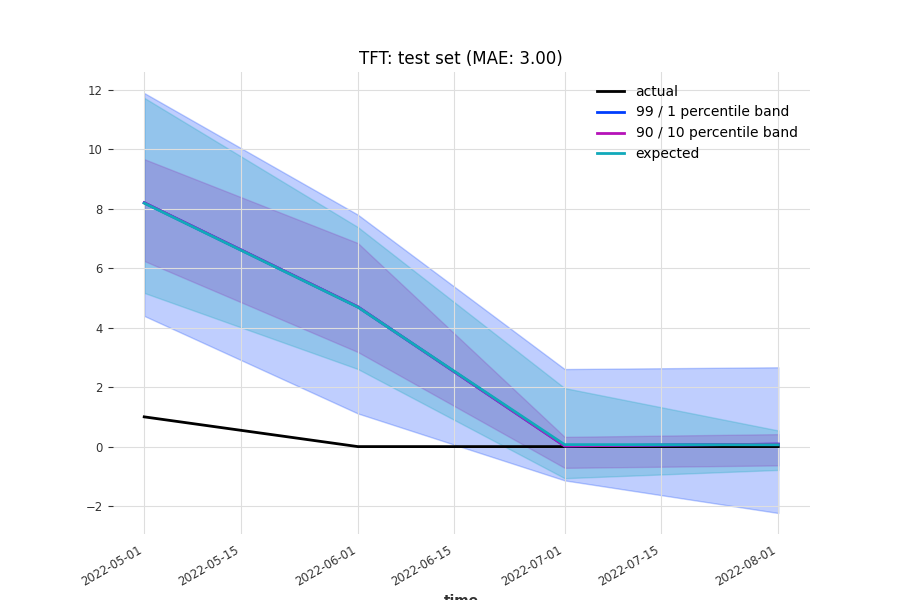 TFT: test set (MAE: 3.00)
actual
99 / 1 percentile band
90 / 10 percentile band
expected
12
10
8
6
4
2
0
−2
2022-05-01
2022-05-15
2022-06-01
2022-06-15
2022-07-01
2022-07-15
2022-08-01
time